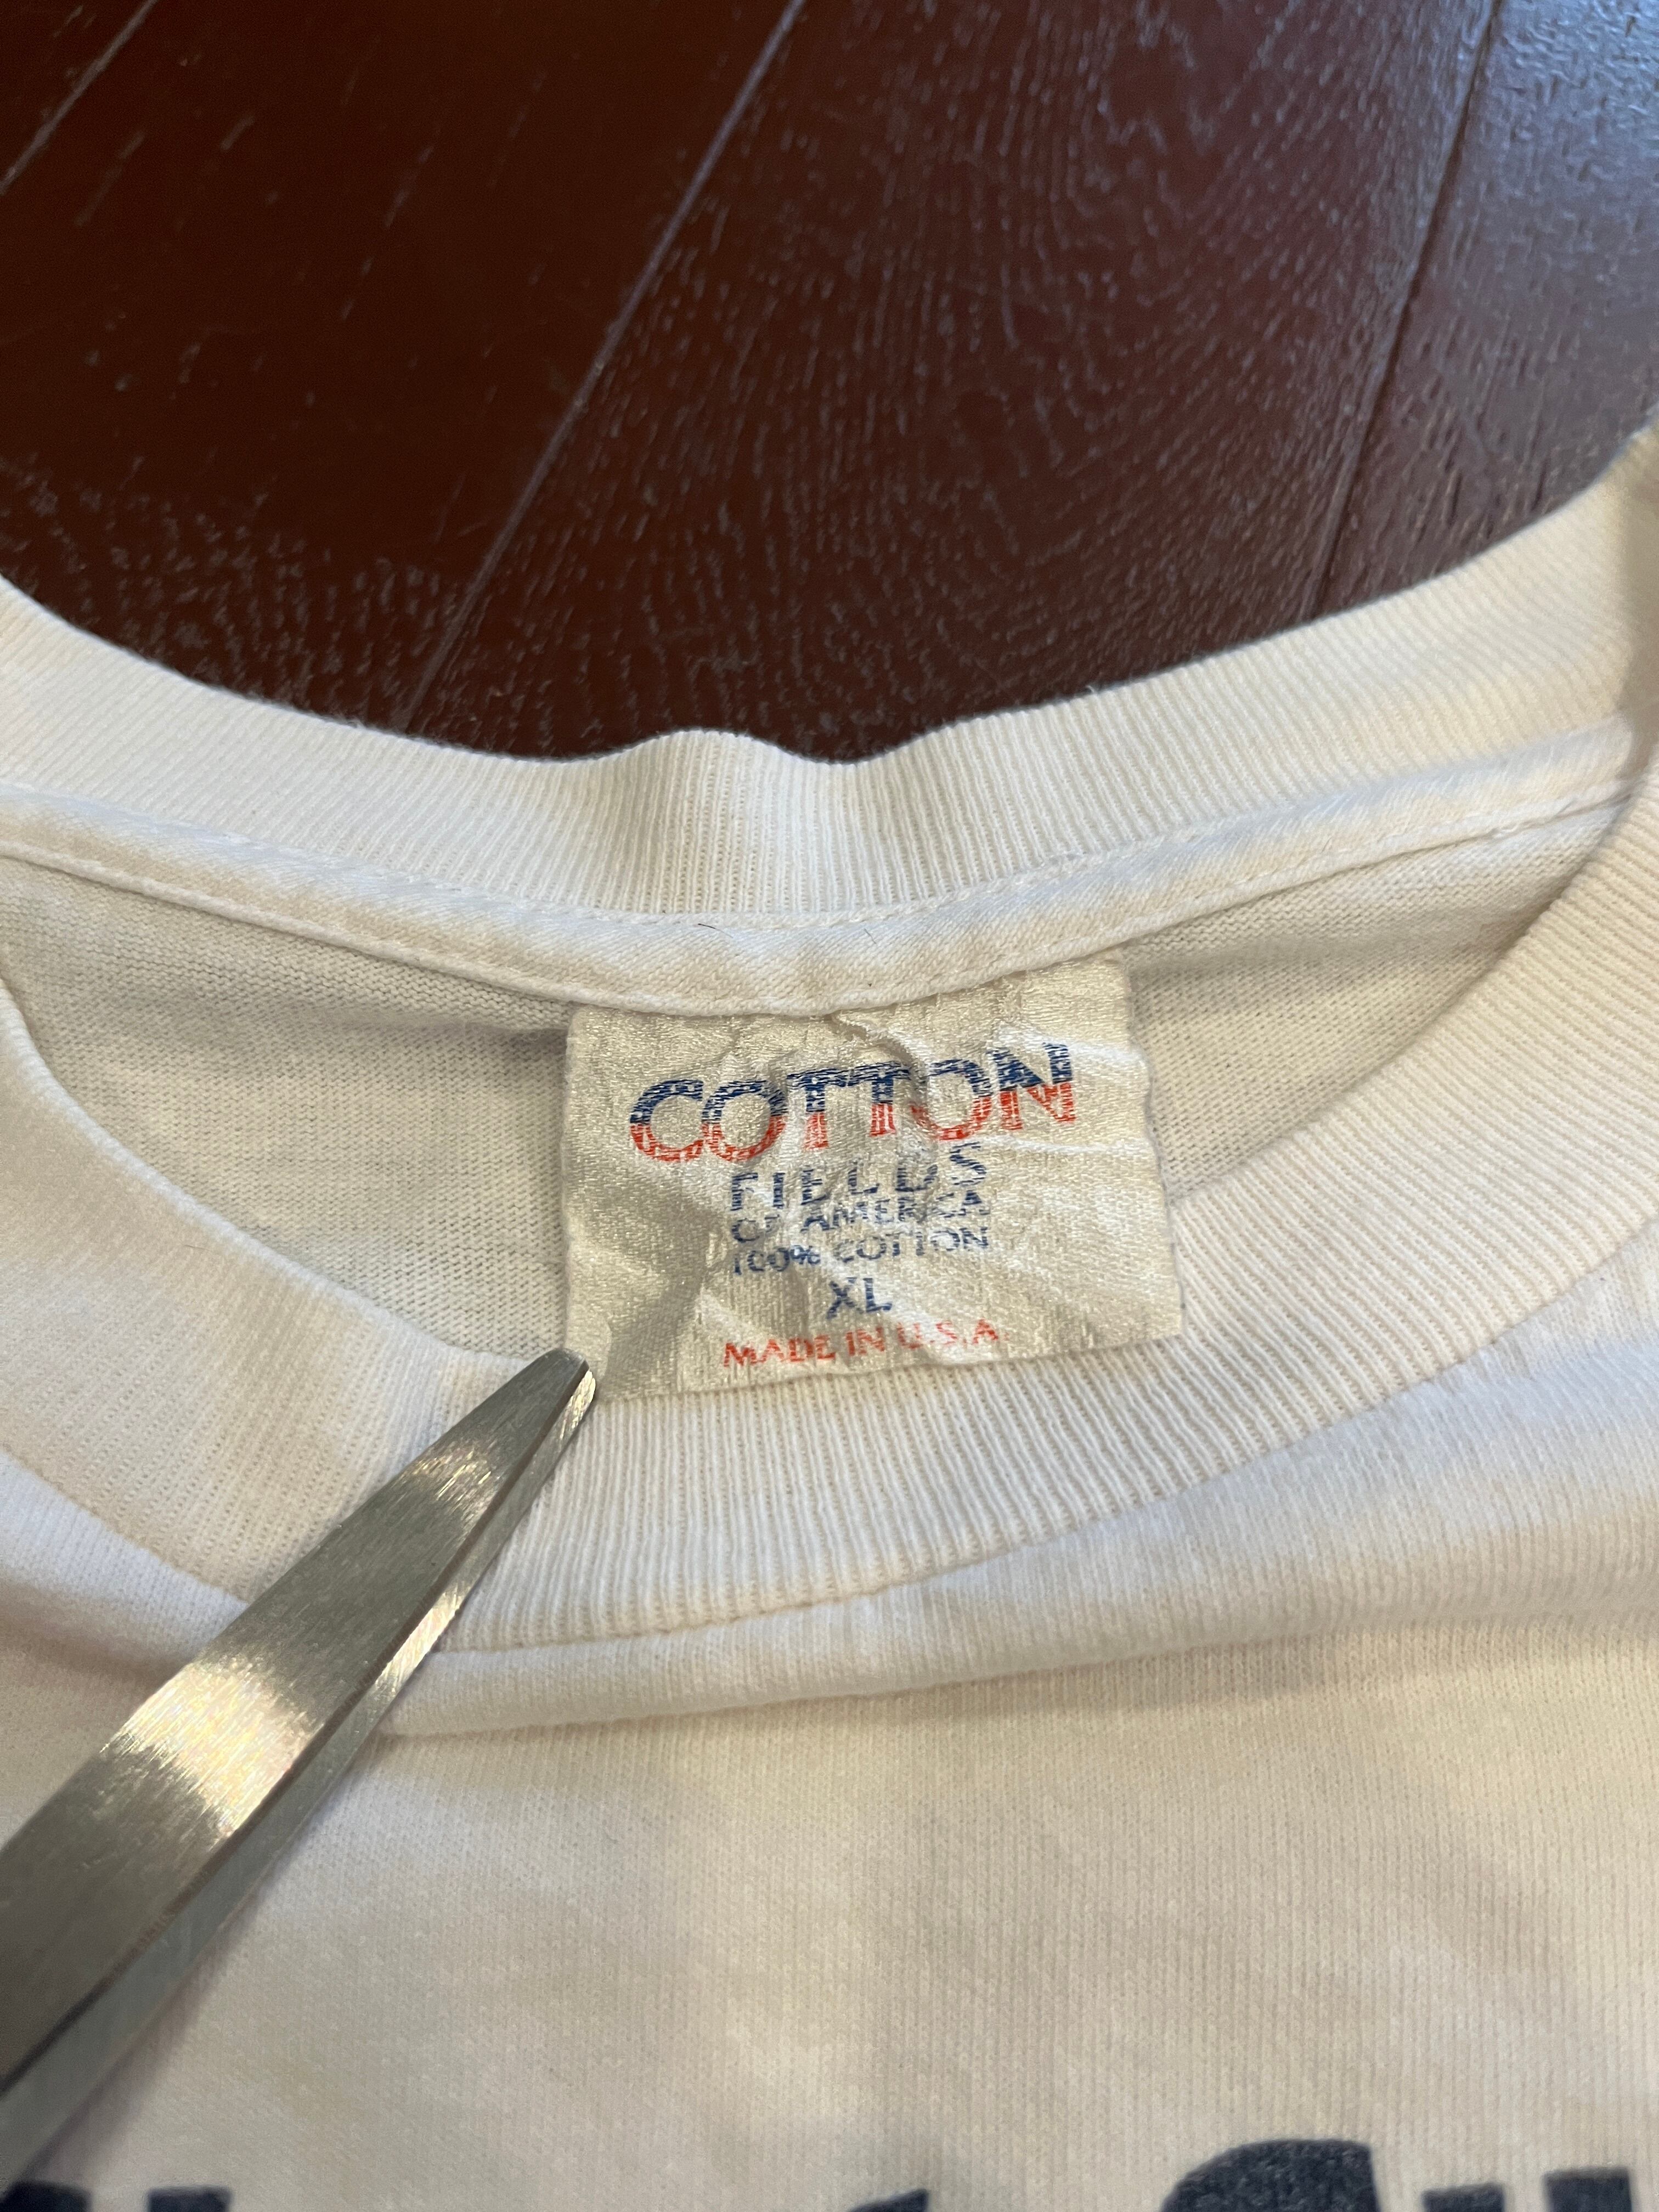 COTTON
FIELDS
OF AMERICA
100% COTTON
XL
MADE IN U.S.A